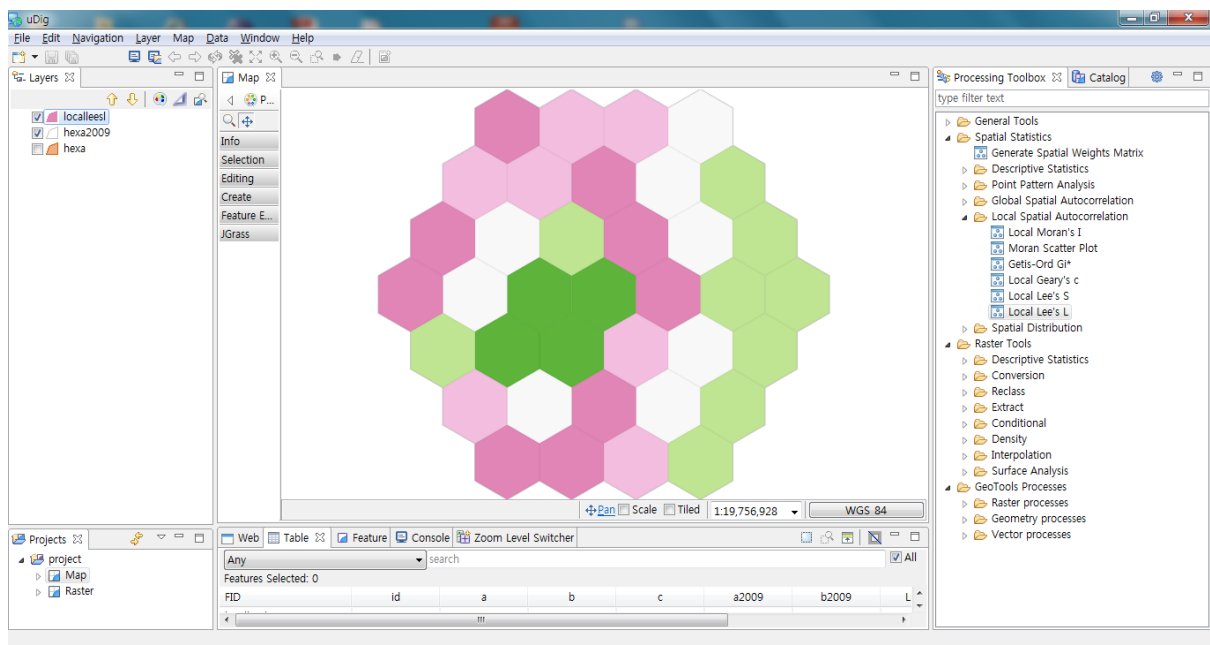 uDig
File Edit Navigation Layer Map Data Window Help
Layers
localleesl
hexa2009
hexa
Map
P...
Info
Selection
Editing
Create
Feature E...
JGrass
Pan Scale Tiled 1:19,756,928 WGS 84
Processing Toolbox Catalog
type filter text
General Tools
Spatial Statistics
Generate Spatial Weights Matrix
Descriptive Statistics
Point Pattern Analysis
Global Spatial Autocorrelation
Local Spatial Autocorrelation
Local Moran's I
Moran Scatter Plot
Getis-Ord Gi*
Local Geary's c
Local Lee's S
Local Lee's L
Spatial Distribution
Raster Tools
Descriptive Statistics
Conversion
Reclass
Extract
Conditional
Density
Interpolation
Surface Analysis
GeoTools Processes
Raster processes
Geometry processes
Vector processes
Projects
project
Map
Raster
Web Table Feature Console Zoom Level Switcher
Any search All
Features Selected: 0
FID id a b c a2009 b2009 L